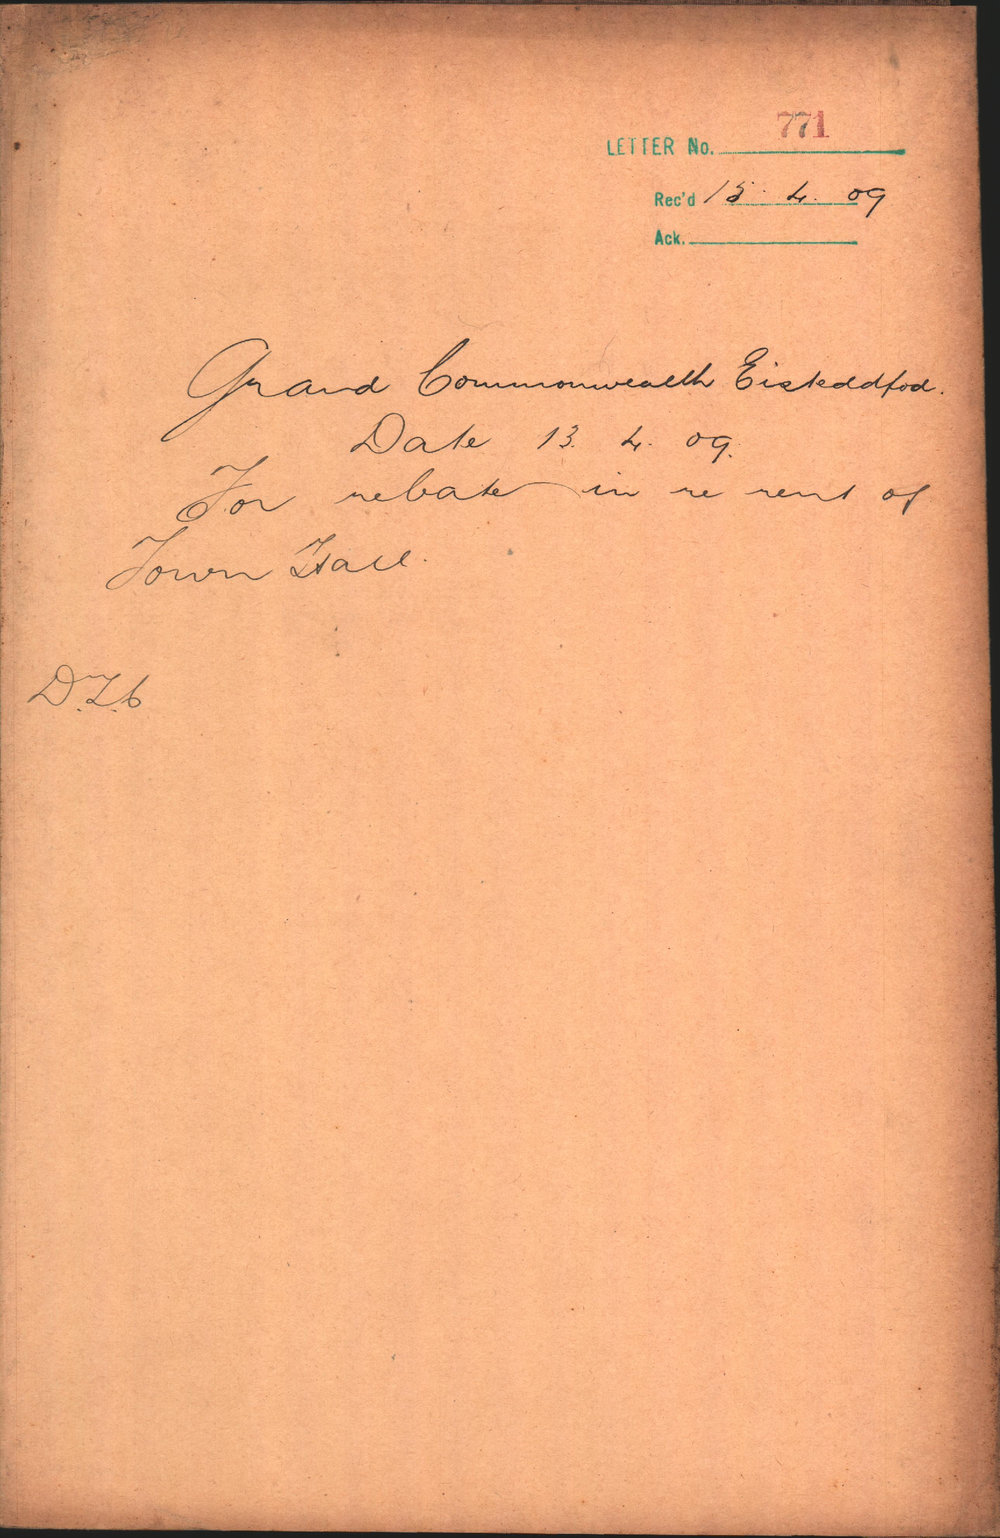 LETTER No. 771
Rec'd 15. 4. 09
Ack.
Grand Commonwealth Eisteddfod.
Date 13. 4. 09.
For rebate in re rent of
Town Hall.